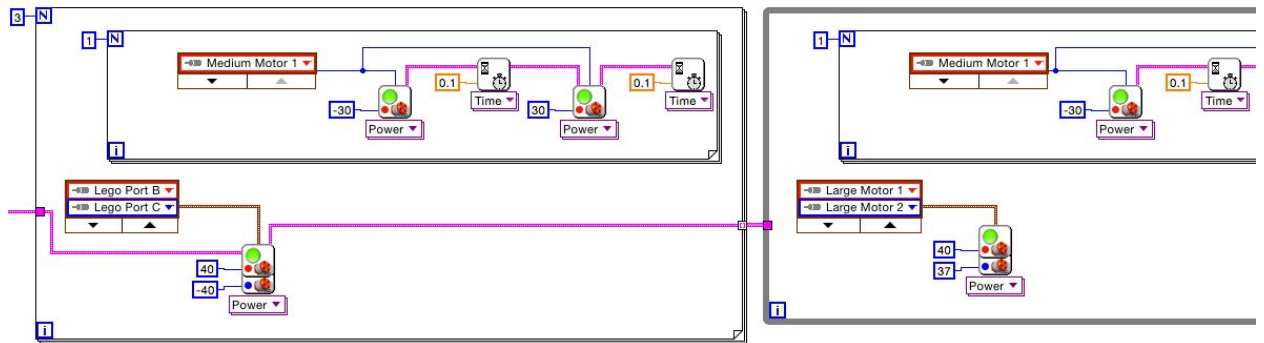 3 N
1 N
Medium Motor 1
0.1
Time
0.1
Time
-30
Power
30
Power
i
Lego Port B
Lego Port C
40
-40
Power
i
1 N
Medium Motor 1
0.1
Time
-30
Power
i
Large Motor 1
Large Motor 2
40
37
Power
i